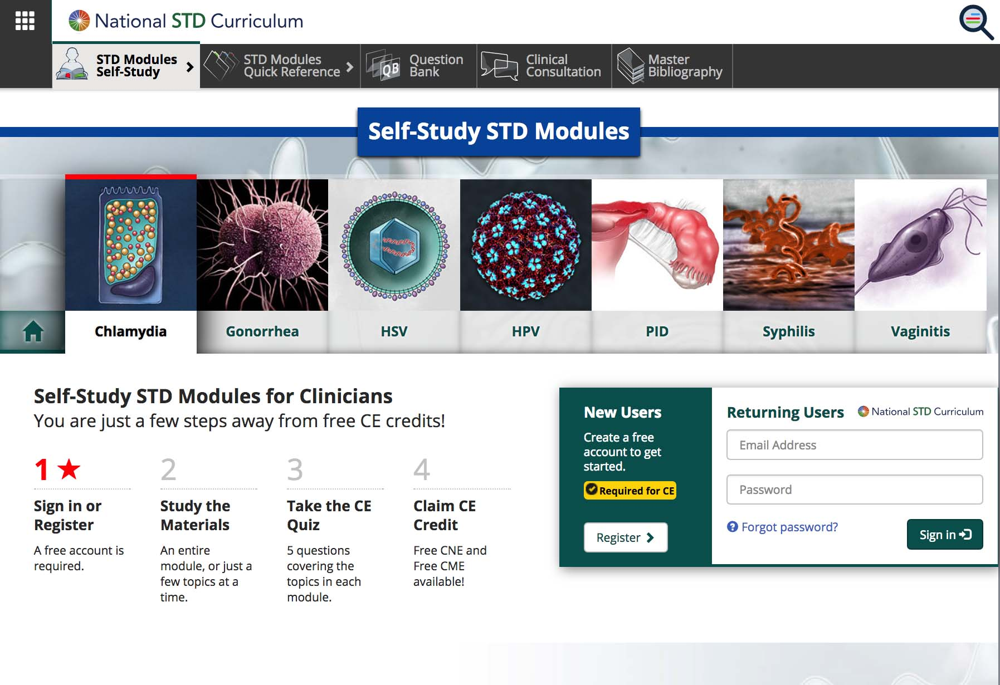 National STD Curriculum
STD Modules
Self-Study
STD Modules
Quick Reference
QB
Question
Bank
Clinical
Consultation
Master
Bibliography
Self-Study STD Modules
Chlamydia
Gonorrhea
HSV
HPV
PID
Syphilis
Vaginitis
Self-Study STD Modules for Clinicians
You are just a few steps away from free CE credits!
1
Sign in or
Register
A free account is
required.
2
Study the
Materials
An entire
module, or just a
few topics at a
time.
3
Take the CE
Quiz
5 questions
covering the
topics in each
module.
4
Claim CE
Credit
Free CNE and
Free CME
available!
New Users
Create a free
account to get
started.
Required for CE
Register
Returning Users
National STD Curriculum
Email Address
Password
? Forgot password?
Sign in